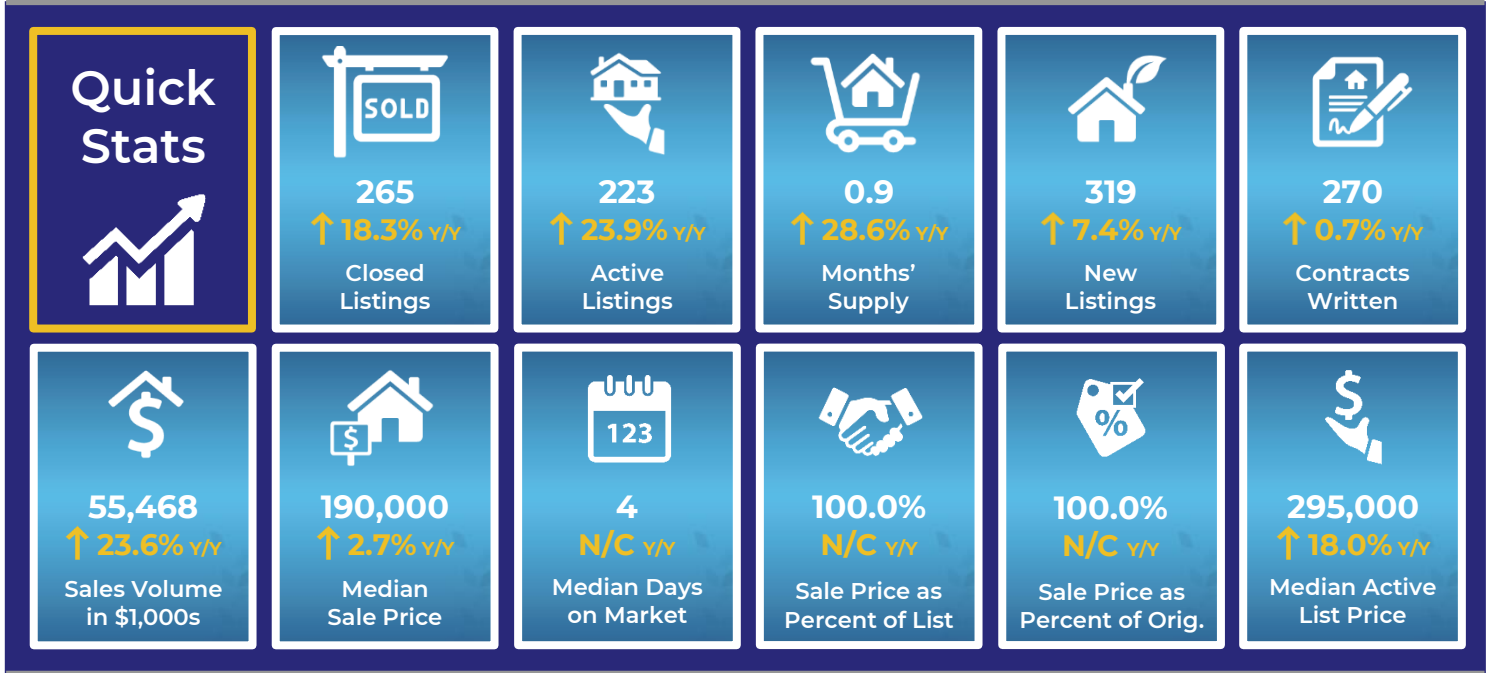 Quick
Stats
SOLD
265
↑ 18.3% Y/Y
Closed
Listings
223
↑ 23.9% Y/Y
Active
Listings
0.9
↑ 28.6% Y/Y
Months’
Supply
319
↑ 7.4% Y/Y
New
Listings
270
↑ 0.7% Y/Y
Contracts
Written
$
55,468
↑ 23.6% Y/Y
Sales Volume
in $1,000s
$
190,000
↑ 2.7% Y/Y
Median
Sale Price
123
4
N/C Y/Y
Median Days
on Market
100.0%
N/C Y/Y
Sale Price as
Percent of List
%
100.0%
N/C Y/Y
Sale Price as
Percent of Orig.
$
295,000
↑ 18.0% Y/Y
Median Active
List Price